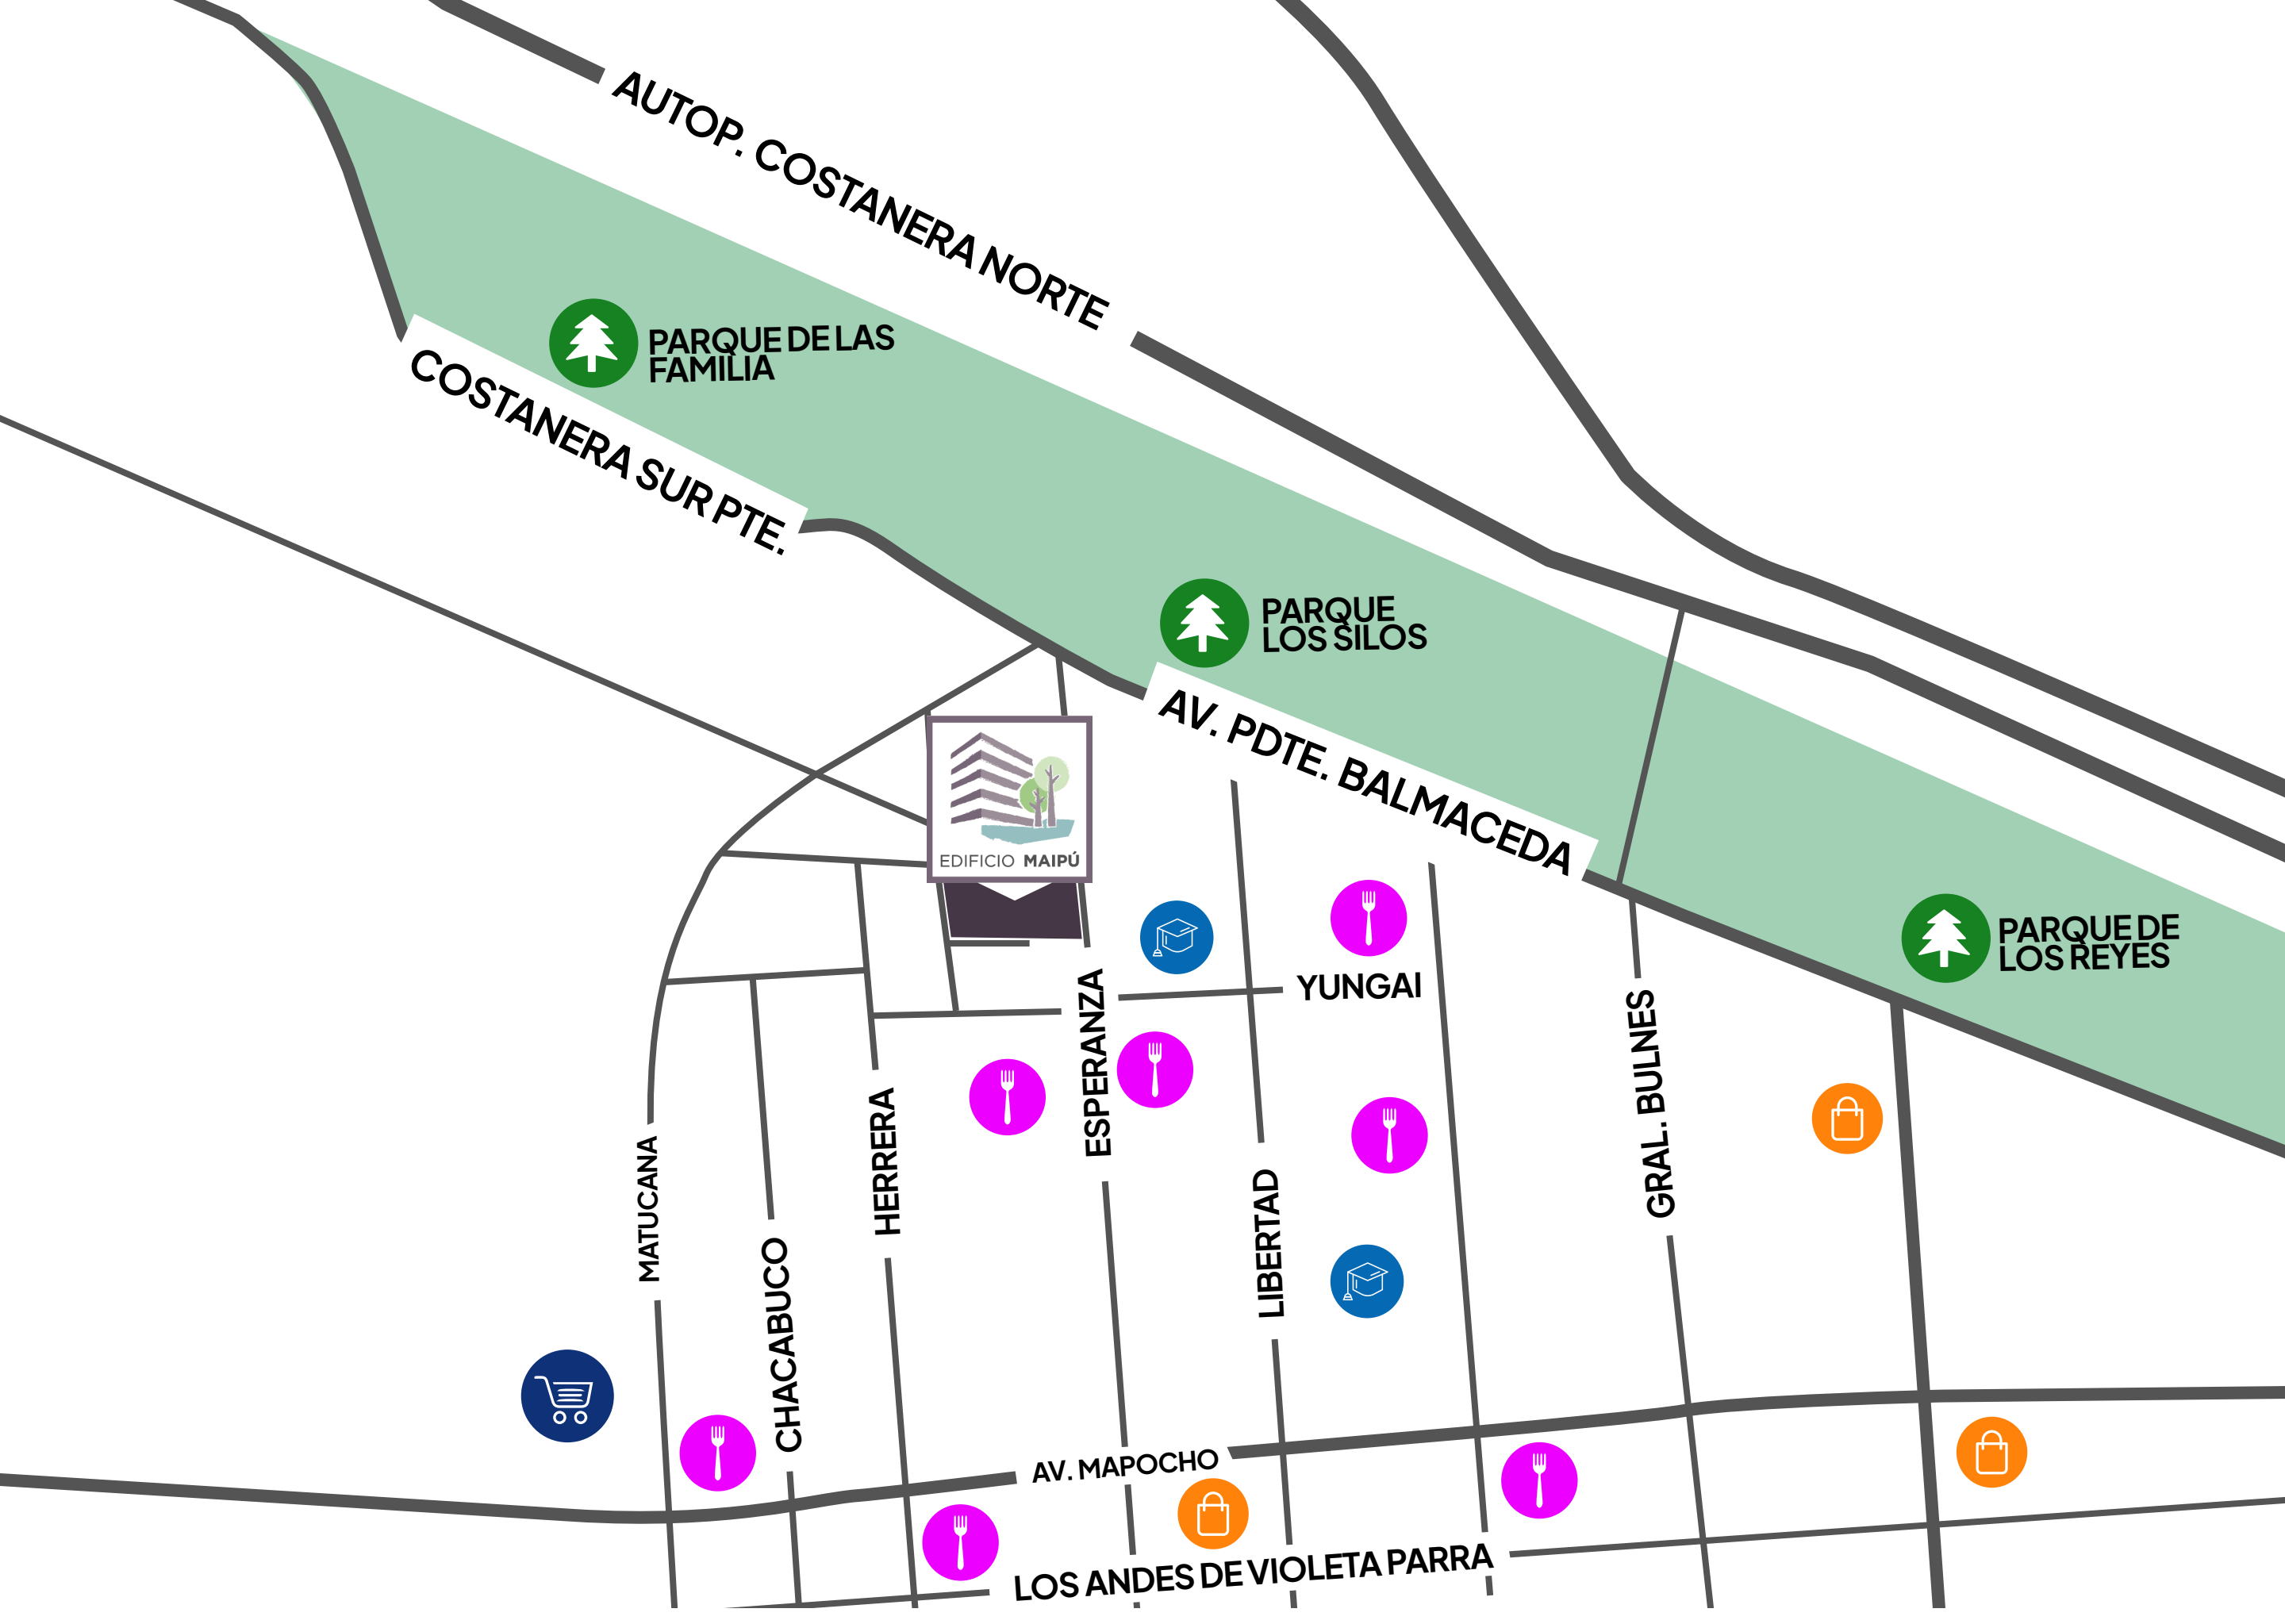 AUTOP. COSTANERA NORTE
PARQUE DE LAS
FAMILIA
COSTANERA SUR PTE.
PARQUE
LOS SILOS
AV. PDTE. BALMACEDA
EDIFICIO MAIPÚ
PARQUE DE
LOS REYES
YUNGAI
ESPERANZA
GRAL. BULNES
HERRERA
MATUCANA
LIBERTAD
CHACABUCO
AV. MAPOCHO
LOS ANDES DE VIOLETA PARRA